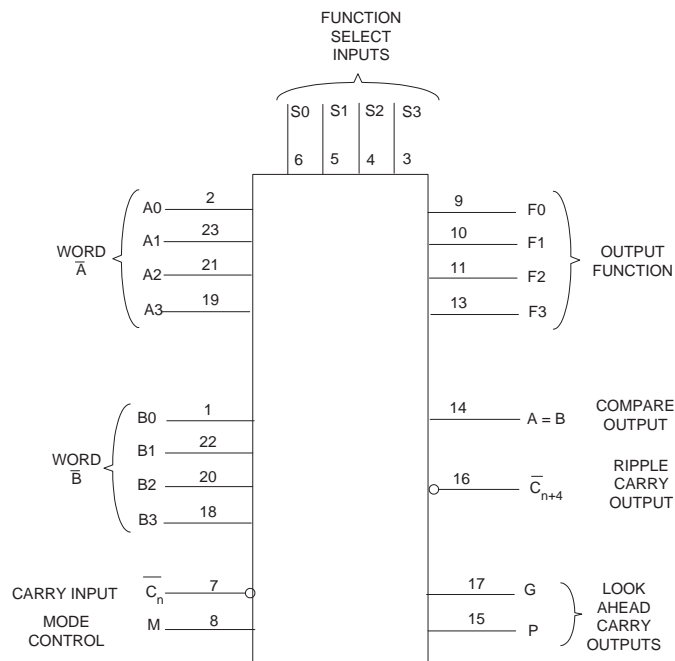 FUNCTION
SELECT
INPUTS
S0 S1 S2 S3
6 5 4 3
WORD
A̅
A0 2
A1 23
A2 21
A3 19
9 F0
10 F1
11 F2
13 F3
OUTPUT
FUNCTION
WORD
B̅
B0 1
B1 22
B2 20
B3 18
14 A = B
COMPARE
OUTPUT
16 C̅n+4
RIPPLE
CARRY
OUTPUT
CARRY INPUT C̅n 7
MODE
CONTROL
M 8
17 G
15 P
LOOK
AHEAD
CARRY
OUTPUTS